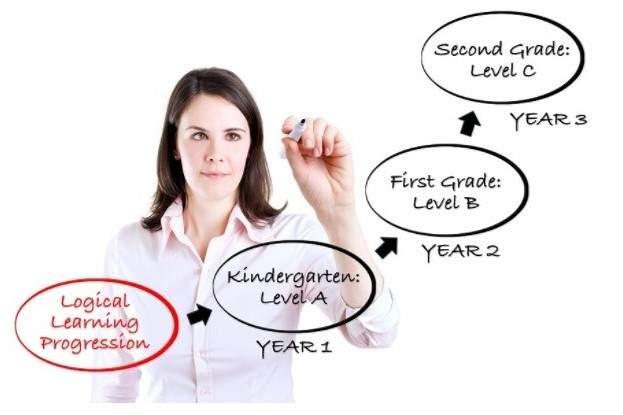 Logical
Learning
Progression
Kindergarten:
Level A
YEAR 1
First Grade:
Level B
YEAR 2
Second Grade:
Level C
YEAR 3